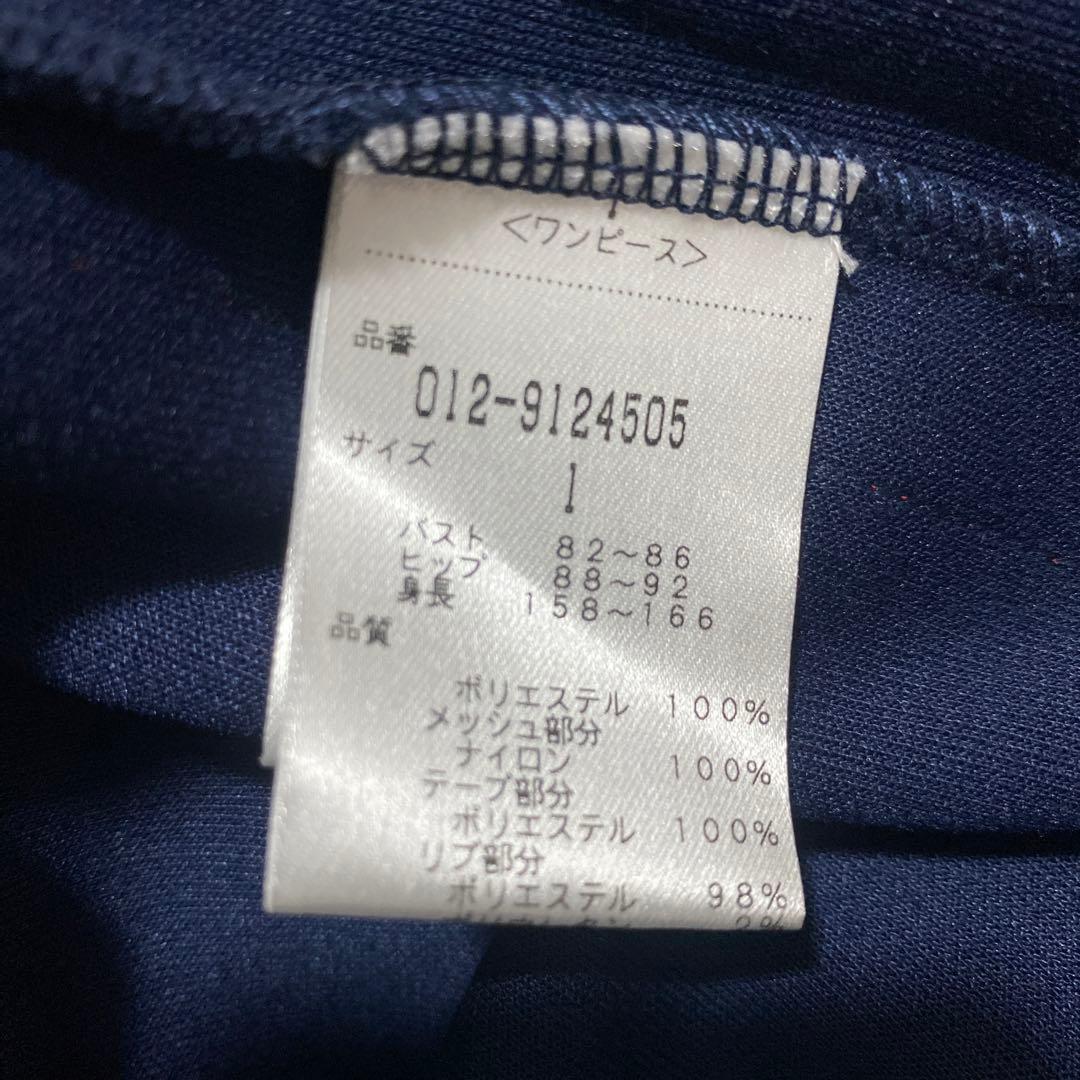 <ワンピース>
品番
012-9124505
サイズ
1
バスト 82～86
ヒップ 88～92
身長 158～166
品質
ポリエステル 100%
メッシュ部分
ナイロン 100%
テープ部分
ポリエステル 100%
リブ部分
ポリエステル 98%